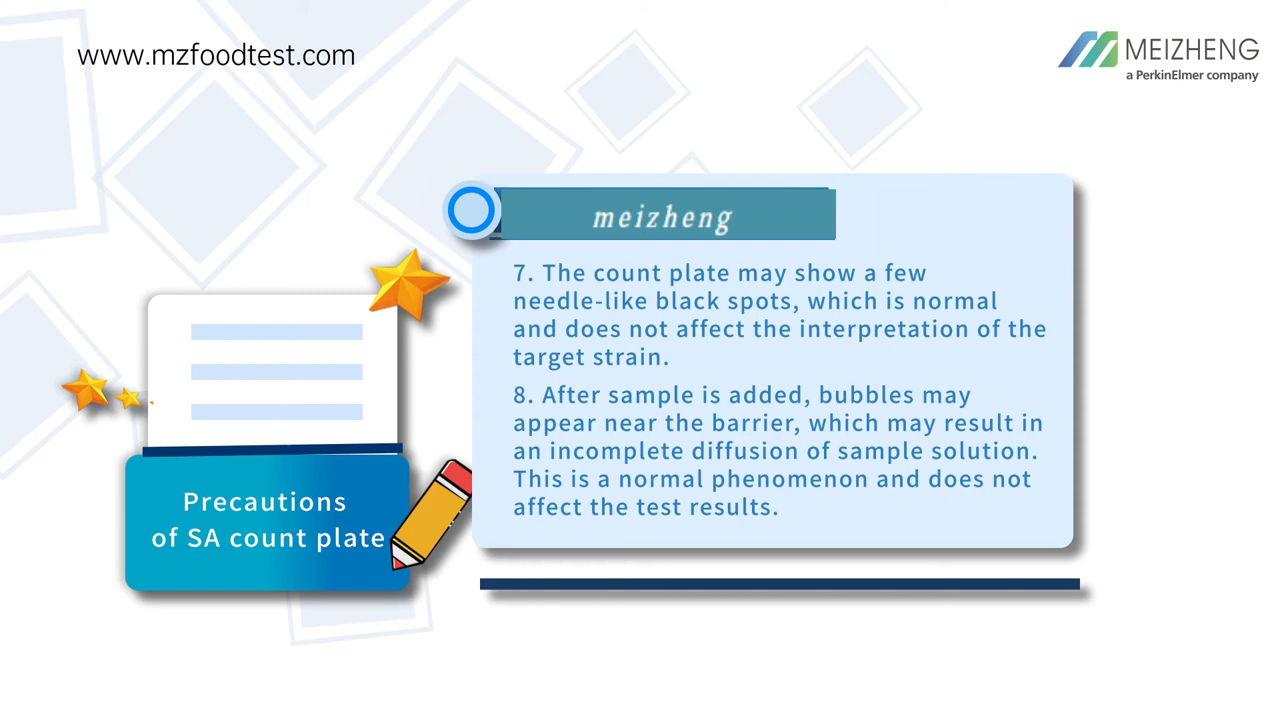 www.mzfoodtest.com
MEIZHENG
a PerkinElmer company
meizheng
7. The count plate may show a few
needle-like black spots, which is normal
and does not affect the interpretation of the
target strain.
8. After sample is added, bubbles may
appear near the barrier, which may result in
an incomplete diffusion of sample solution.
This is a normal phenomenon and does not
affect the test results.
Precautions
of SA count plate